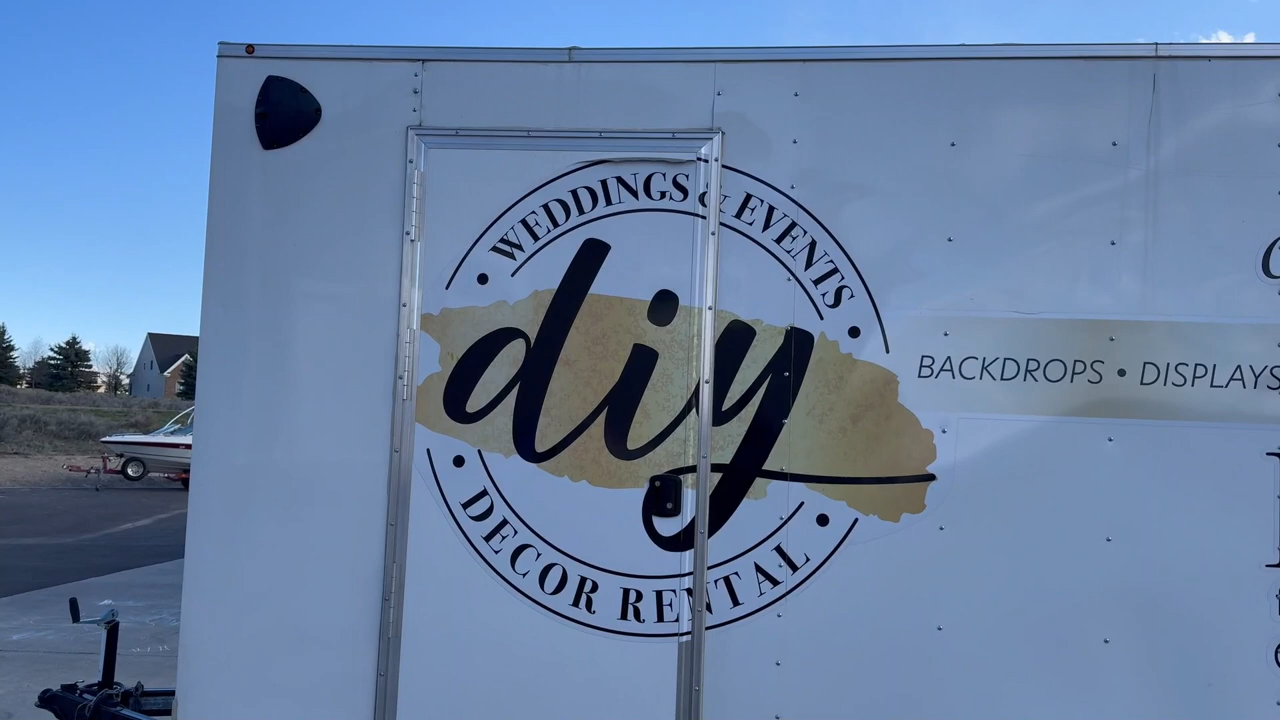 WEDDINGS & EVENTS
diy
DECOR RENTAL
BACKDROPS • DISPLAYS